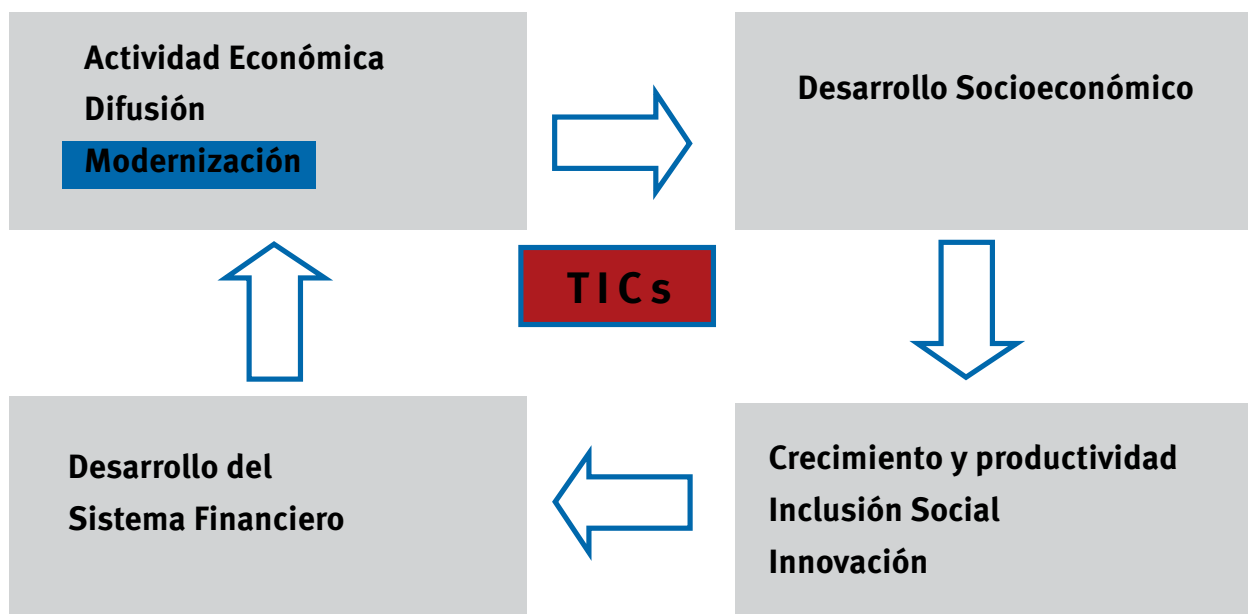 Actividad Económica
Difusión
Modernización
Desarrollo Socioeconómico
TICs
Desarrollo del
Sistema Financiero
Crecimiento y productividad
Inclusión Social
Innovación